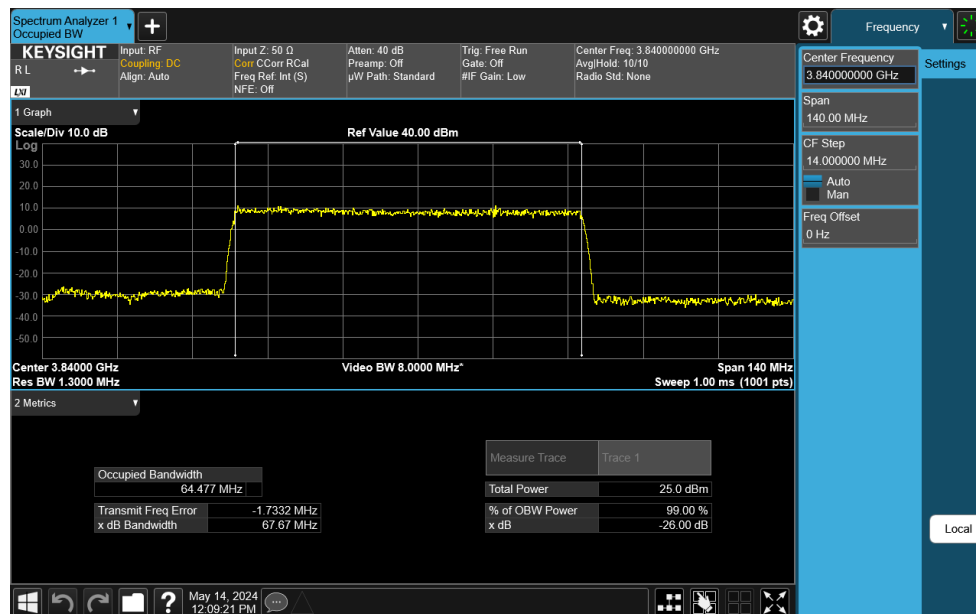 Spectrum Analyzer 1
Occupied BW
Frequency
KEYSIGHT
R L
LXI
Input: RF
Coupling: DC
Align: Auto
Input Z: 50 Ω
Corr CCorr RCal
Freq Ref: Int (S)
NFE: Off
Atten: 40 dB
Preamp: Off
µW Path: Standard
Trig: Free Run
Gate: Off
#IF Gain: Low
Center Freq: 3.840000000 GHz
Avg|Hold: 10/10
Radio Std: None
Center Frequency
3.840000000 GHz
Settings
Span
140.00 MHz
CF Step
14.000000 MHz
Auto
Man
Freq Offset
0 Hz
1 Graph
Scale/Div 10.0 dB
Ref Value 40.00 dBm
Log
30.0
20.0
10.0
0.00
-10.0
-20.0
-30.0
-40.0
-50.0
Center 3.84000 GHz
Video BW 8.0000 MHz*
Span 140 MHz
Res BW 1.3000 MHz
Sweep 1.00 ms (1001 pts)
2 Metrics
Measure Trace
Trace 1
Occupied Bandwidth
64.477 MHz
Total Power
25.0 dBm
Transmit Freq Error
-1.7332 MHz
% of OBW Power
99.00 %
x dB Bandwidth
67.67 MHz
x dB
-26.00 dB
Local
?
May 14, 2024
12:09:21 PM